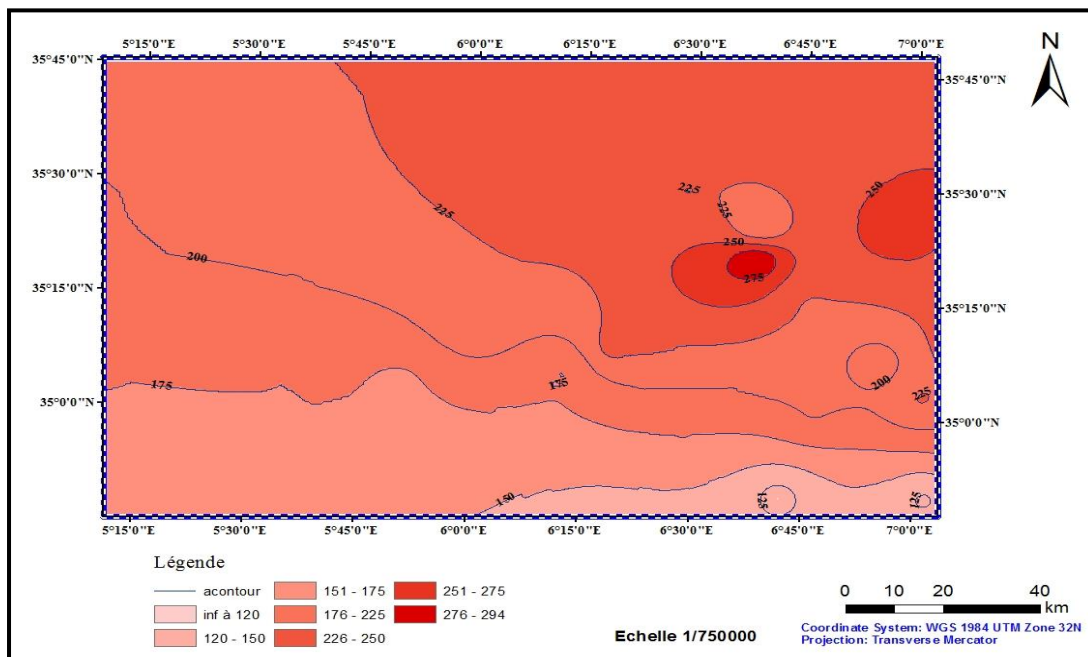 5°15'0"E 5°30'0"E 5°45'0"E 6°0'0"E 6°15'0"E 6°30'0"E 6°45'0"E 7°0'0"E
N
35°45'0"N
35°45'0"N
35°30'0"N
35°30'0"N
225
225
250
225
200
250
275
35°15'0"N
35°15'0"N
175
175
200
225
35°0'0"N
35°0'0"N
150
125
125
5°15'0"E 5°30'0"E 5°45'0"E 6°0'0"E 6°15'0"E 6°30'0"E 6°45'0"E 7°0'0"E
Légende
acontour
inf à 120
120 - 150
151 - 175
176 - 225
226 - 250
251 - 275
276 - 294
Echelle 1/750000
0 10 20 40
km
Coordinate System: WGS 1984 UTM Zone 32N
Projection: Transverse Mercator